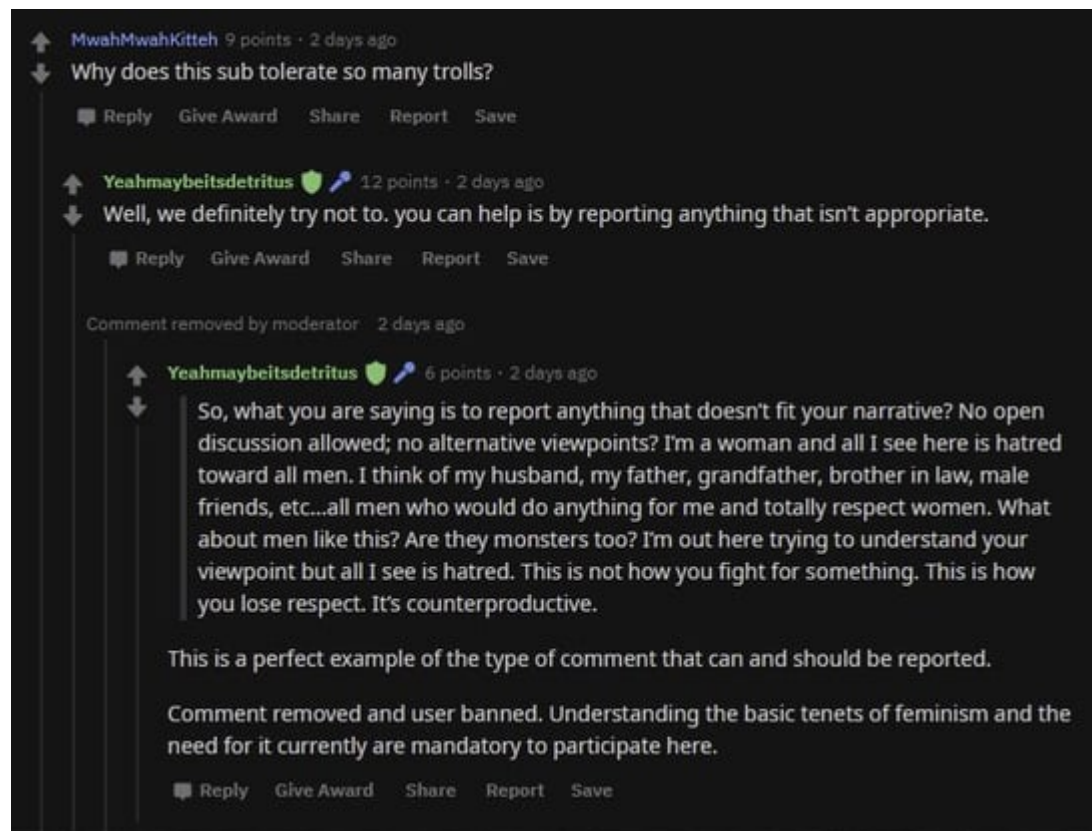 MwahMwahKitteh 9 points · 2 days ago
Why does this sub tolerate so many trolls?
Reply Give Award Share Report Save
Yeahmaybeitsdetritus 12 points · 2 days ago
Well, we definitely try not to. you can help is by reporting anything that isn't appropriate.
Reply Give Award Share Report Save
Comment removed by moderator 2 days ago
Yeahmaybeitsdetritus 6 points · 2 days ago
So, what you are saying is to report anything that doesn't fit your narrative? No open
discussion allowed; no alternative viewpoints? I'm a woman and all I see here is hatred
toward all men. I think of my husband, my father, grandfather, brother in law, male
friends, etc...all men who would do anything for me and totally respect women. What
about men like this? Are they monsters too? I'm out here trying to understand your
viewpoint but all I see is hatred. This is not how you fight for something. This is how
you lose respect. It's counterproductive.
This is a perfect example of the type of comment that can and should be reported.
Comment removed and user banned. Understanding the basic tenets of feminism and the
need for it currently are mandatory to participate here.
Reply Give Award Share Report Save